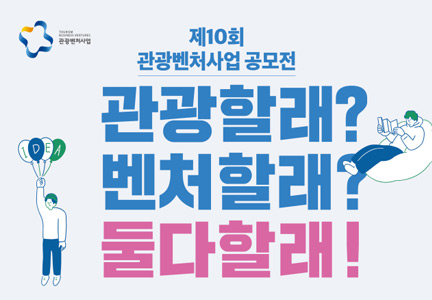 TOURISM
BUSINESS VENTURES
관광벤처사업
제10회
관광벤처사업 공모전
관광할래?
벤처할래?
둘다할래!
IDEA